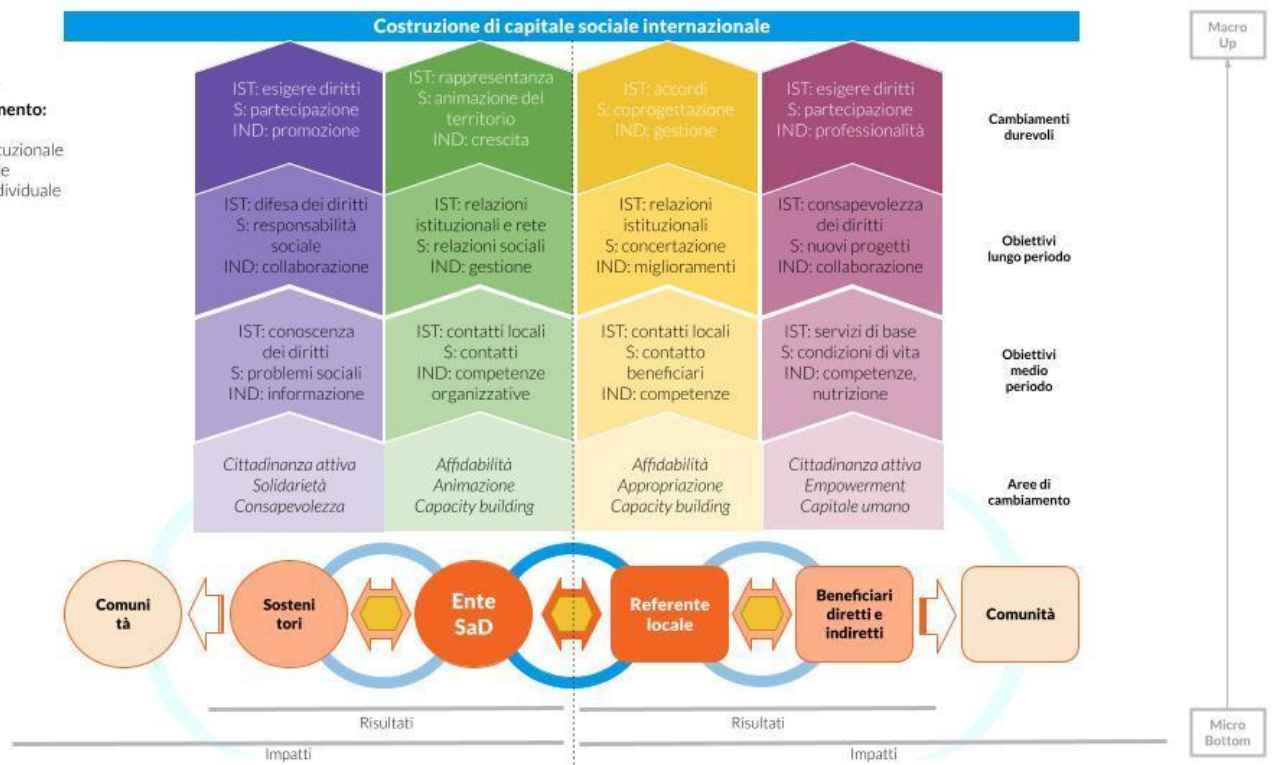 Costruzione di capitale sociale internazionale
Macro
Up
mento:
tuzionale
e
dividuale
IST: esigere diritti
S: partecipazione
IND: promozione
IST: rappresentanza
S: animazione del
territorio
IND: crescita
IST: accordi
S: coprogettazione
IND: gestione
IST: esigere diritti
S: partecipazione
IND: professionalità
Cambiamenti
durevoli
IST: difesa dei diritti
S: responsabilità
sociale
IND: collaborazione
IST: relazioni
istituzionali e rete
S: relazioni sociali
IND: gestione
IST: relazioni
istituzionali
S: concertazione
IND: miglioramenti
IST: consapevolezza
dei diritti
S: nuovi progetti
IND: collaborazione
Obiettivi
lungo periodo
IST: conoscenza
dei diritti
S: problemi sociali
IND: informazione
IST: contatti locali
S: contatti
IND: competenze
organizzative
IST: contatti locali
S: contatto
beneficiari
IND: competenze
IST: servizi di base
S: condizioni di vita
IND: competenze,
nutrizione
Obiettivi
medio
periodo
Cittadinanza attiva
Solidarietà
Consapevolezza
Affidabilità
Animazione
Capacity building
Affidabilità
Appropriazione
Capacity building
Cittadinanza attiva
Empowerment
Capitale umano
Aree di
cambiamento
Comuni
tà
Sosteni
tori
Ente
SaD
Referente
locale
Beneficiari
diretti e
indiretti
Comunità
Risultati
Risultati
Impatti
Impatti
Micro
Bottom